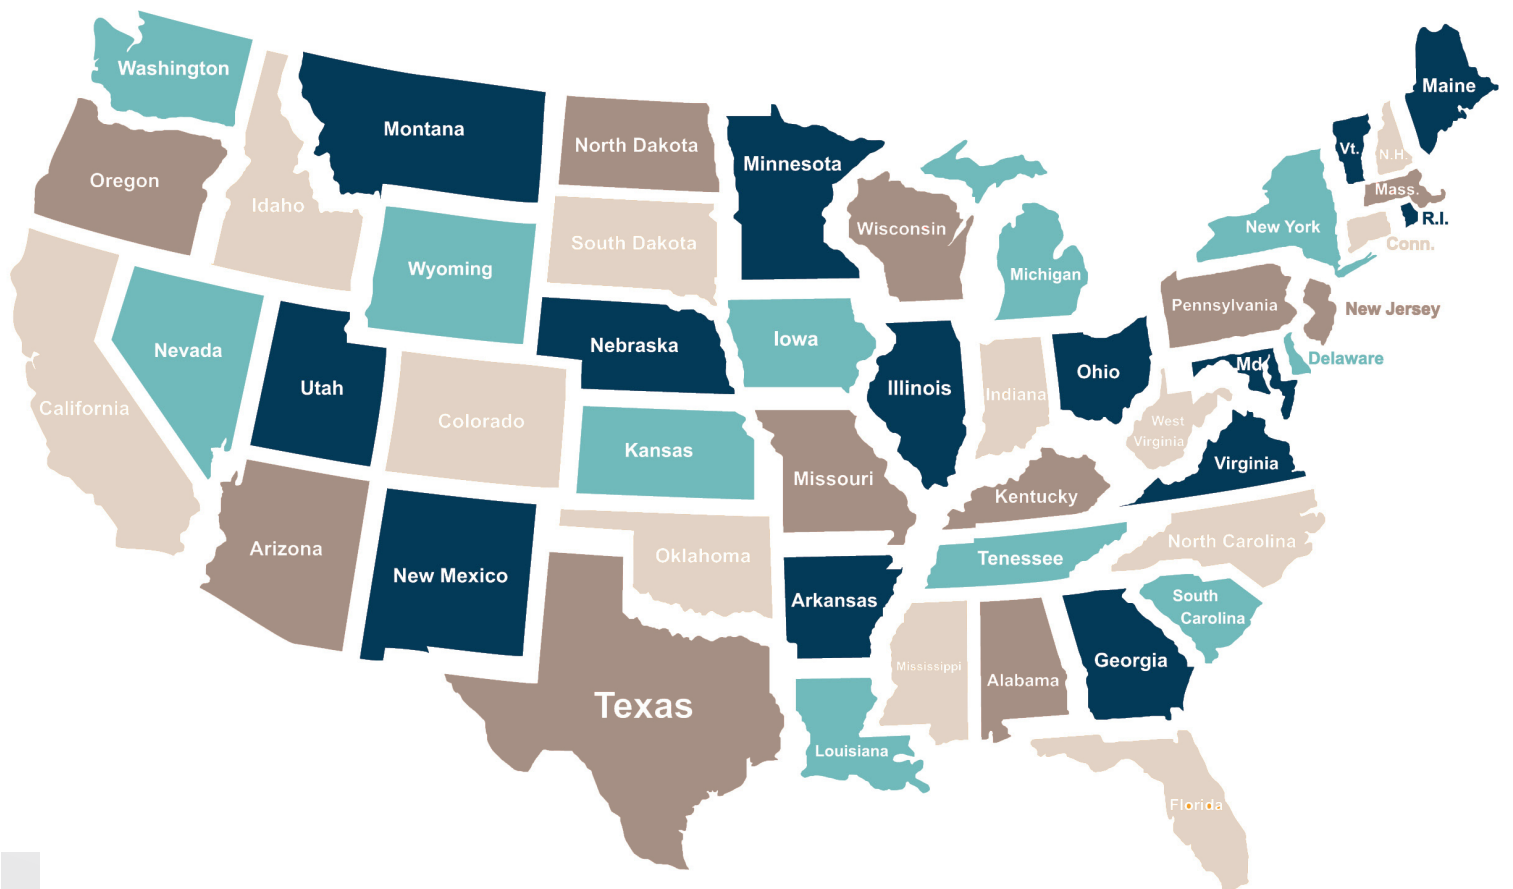 Washington
Montana
Maine
North Dakota
Minnesota
Vt.
N.H.
Oregon
Mass.
Idaho
R.I.
New York
Wisconsin
South Dakota
Conn.
Wyoming
Michigan
Pennsylvania
New Jersey
Iowa
Nebraska
Nevada
Delaware
Md.
Ohio
Utah
Illinois
Indiana
California
Colorado
West
Virginia
Kansas
Virginia
Missouri
Kentucky
North Carolina
Arizona
Oklahoma
Tenessee
New Mexico
South
Carolina
Arkansas
Georgia
Mississippi
Alabama
Texas
Louisiana
Florida